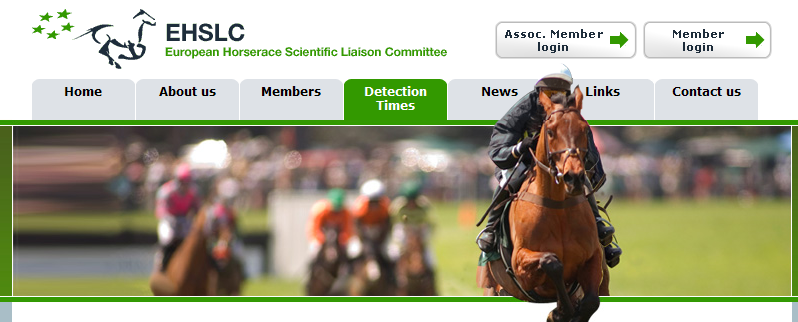 EHSLC
European Horserace Scientific Liaison Committee
Assoc. Member
login
Member
login
Home
About us
Members
Detection
Times
News
Links
Contact us